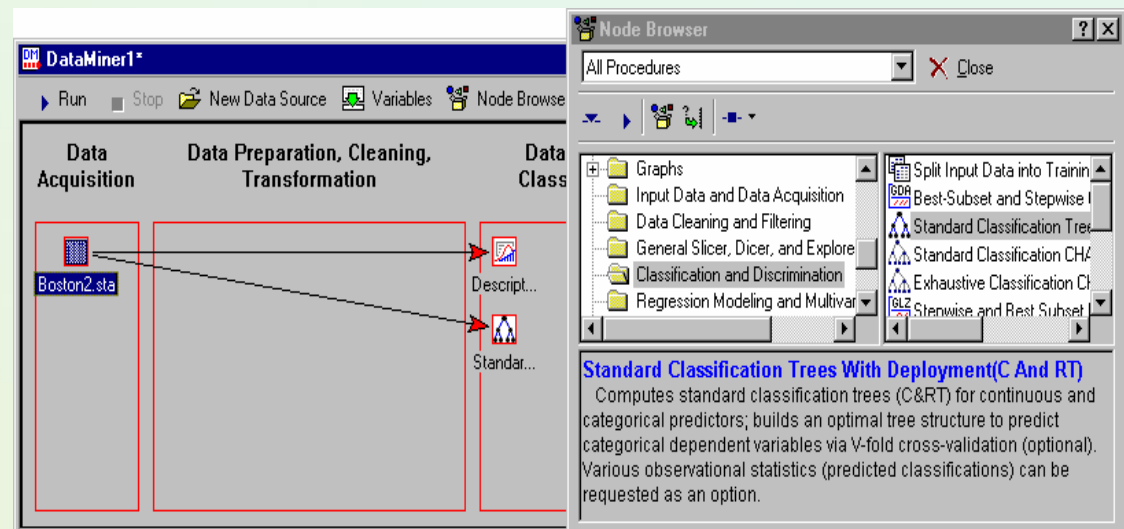 DM DataMiner1*
Run Stop New Data Source Variables Node Browse
Data
Acquisition
Data Preparation, Cleaning,
Transformation
Data
Class
Boston2.sta
Descript...
Standar...
Node Browser
All Procedures
Close
Graphs
Input Data and Data Acquisition
Data Cleaning and Filtering
General Slicer, Dicer, and Explore
Classification and Discrimination
Regression Modeling and Multivar
Split Input Data into Trainin
GDA Best-Subset and Stepwise
Standard Classification Tree
Standard Classification CHA
Exhaustive Classification CH
GLZ Stepwise and Best Subset
Standard Classification Trees With Deployment(C And RT)
Computes standard classification trees (C&RT) for continuous and
categorical predictors; builds an optimal tree structure to predict
categorical dependent variables via V-fold cross-validation (optional).
Various observational statistics (predicted classifications) can be
requested as an option.